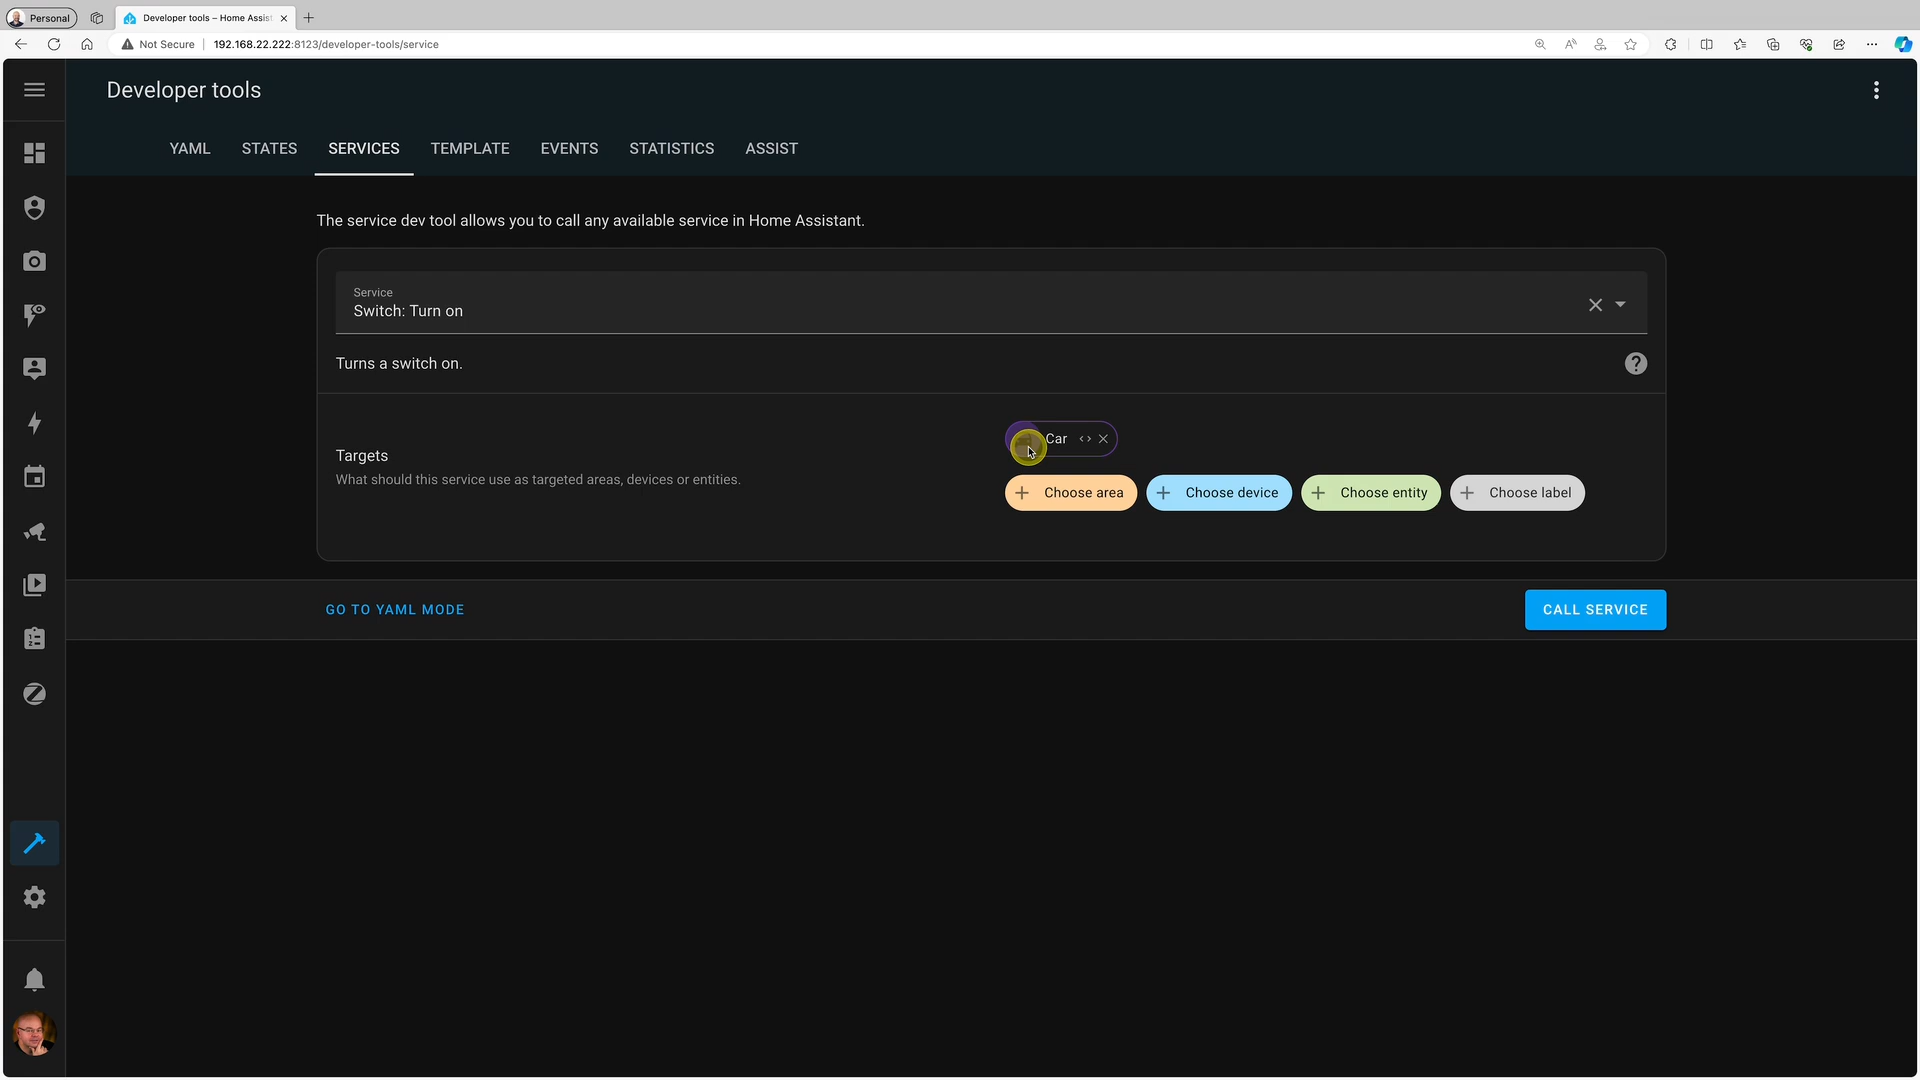 Personal
Developer tools – Home Assist
Not Secure
192.168.22.222:8123/developer-tools/service
Developer tools
YAML
STATES
SERVICES
TEMPLATE
EVENTS
STATISTICS
ASSIST
The service dev tool allows you to call any available service in Home Assistant.
Service
Switch: Turn on
Turns a switch on.
Car
Targets
What should this service use as targeted areas, devices or entities.
Choose area
Choose device
Choose entity
Choose label
GO TO YAML MODE
CALL SERVICE